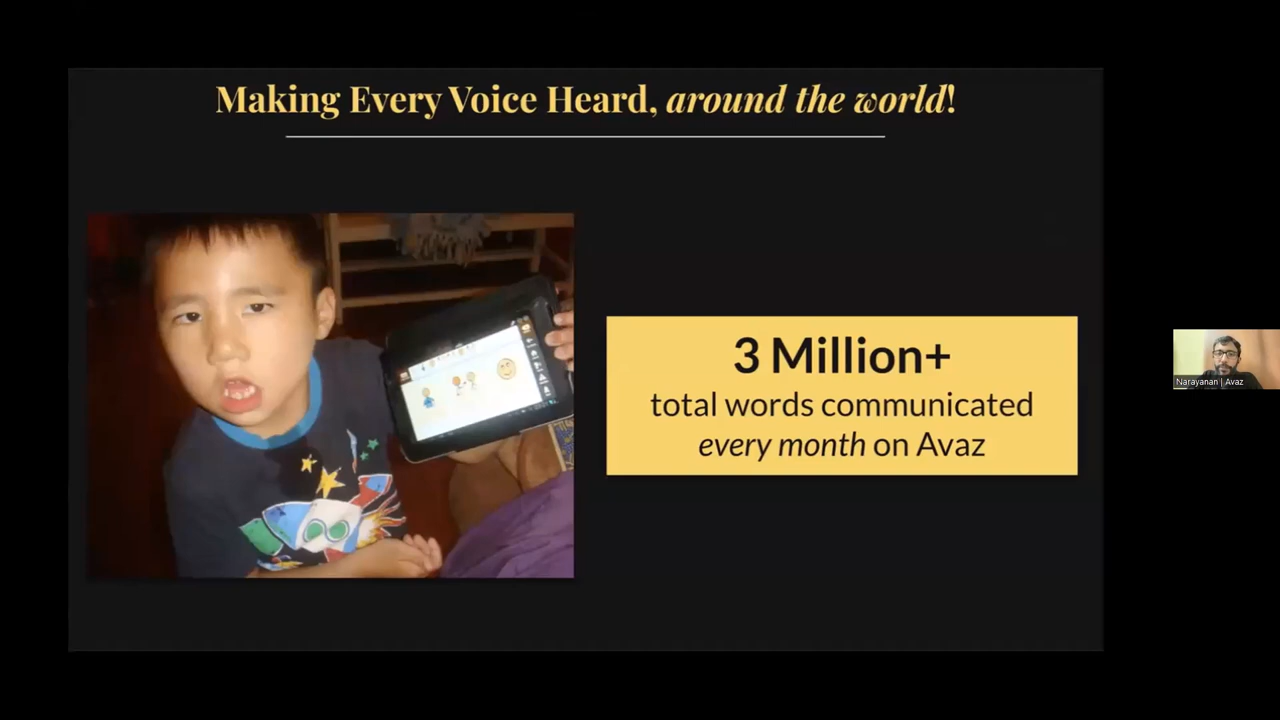 Making Every Voice Heard, around the world!
3 Million+
total words communicated
every month on Avaz
Narayanan | Avaz